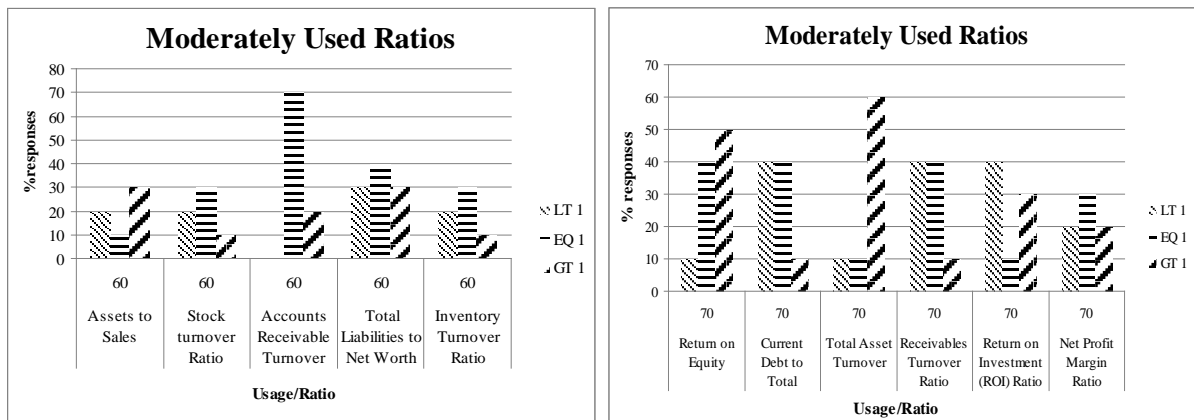 Moderately Used Ratios
80
70
60
50
40
30
20
10
0
%responses
60 60 60 60 60
Assets to Sales
Stock turnover Ratio
Accounts Receivable Turnover
Total Liabilities to Net Worth
Inventory Turnover Ratio
Usage/Ratio
LT 1
EQ 1
GT 1
Moderately Used Ratios
70
60
50
40
30
20
10
0
% responses
70 70 70 70 70 70
Return on Equity
Current Debt to Total
Total Asset Turnover
Receivables Turnover Ratio
Return on Investment (ROI) Ratio
Net Profit Margin Ratio
Usage/Ratio
LT 1
EQ 1
GT 1